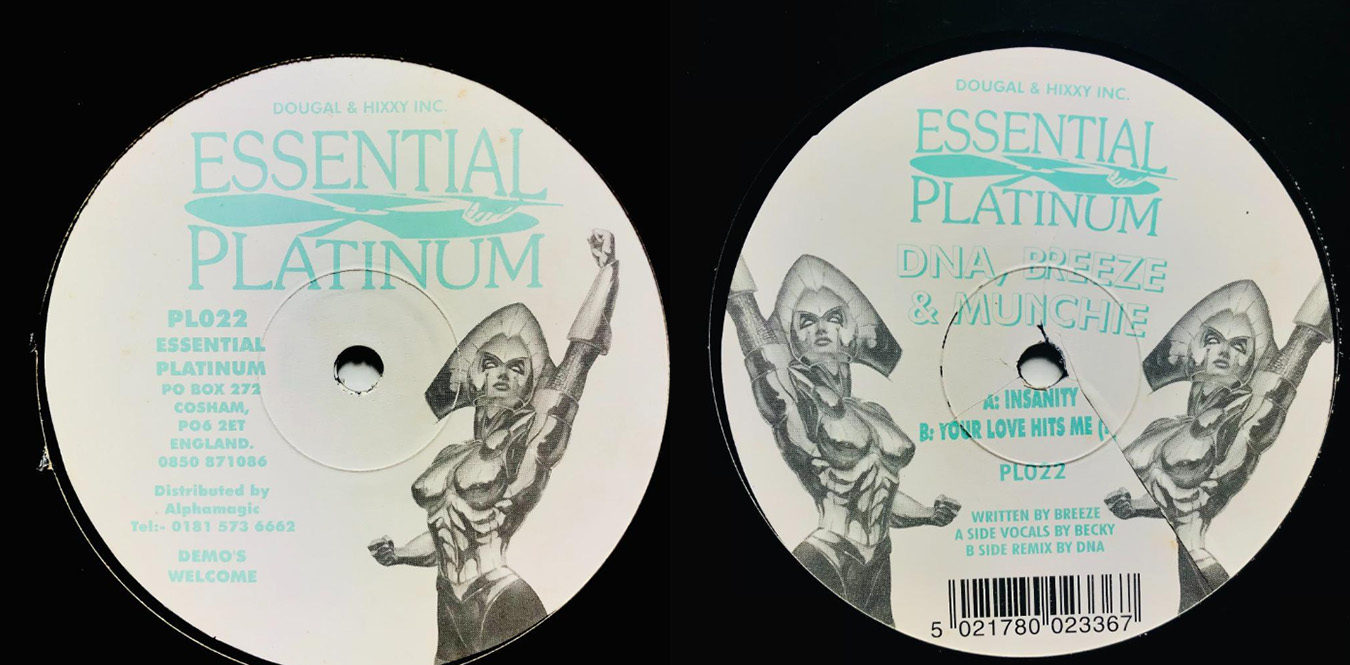 DOUGAL & HIXXY INC.
ESSENTIAL
PLATINUM
PL022
ESSENTIAL
PLATINUM
PO BOX 272
COSHAM,
PO6 2ET
ENGLAND.
0850 871086
Distributed by
Alphamagic
Tel:- 0181 573 6662
DEMO'S
WELCOME
DOUGAL & HIXXY INC.
ESSENTIAL
PLATINUM
DNA, BREEZE
& MUNCHIE
A: INSANITY
B: YOUR LOVE HITS ME (
PL022
WRITTEN BY BREEZE
A SIDE VOCALS BY BECKY
B SIDE REMIX BY DNA
5 021780 023367